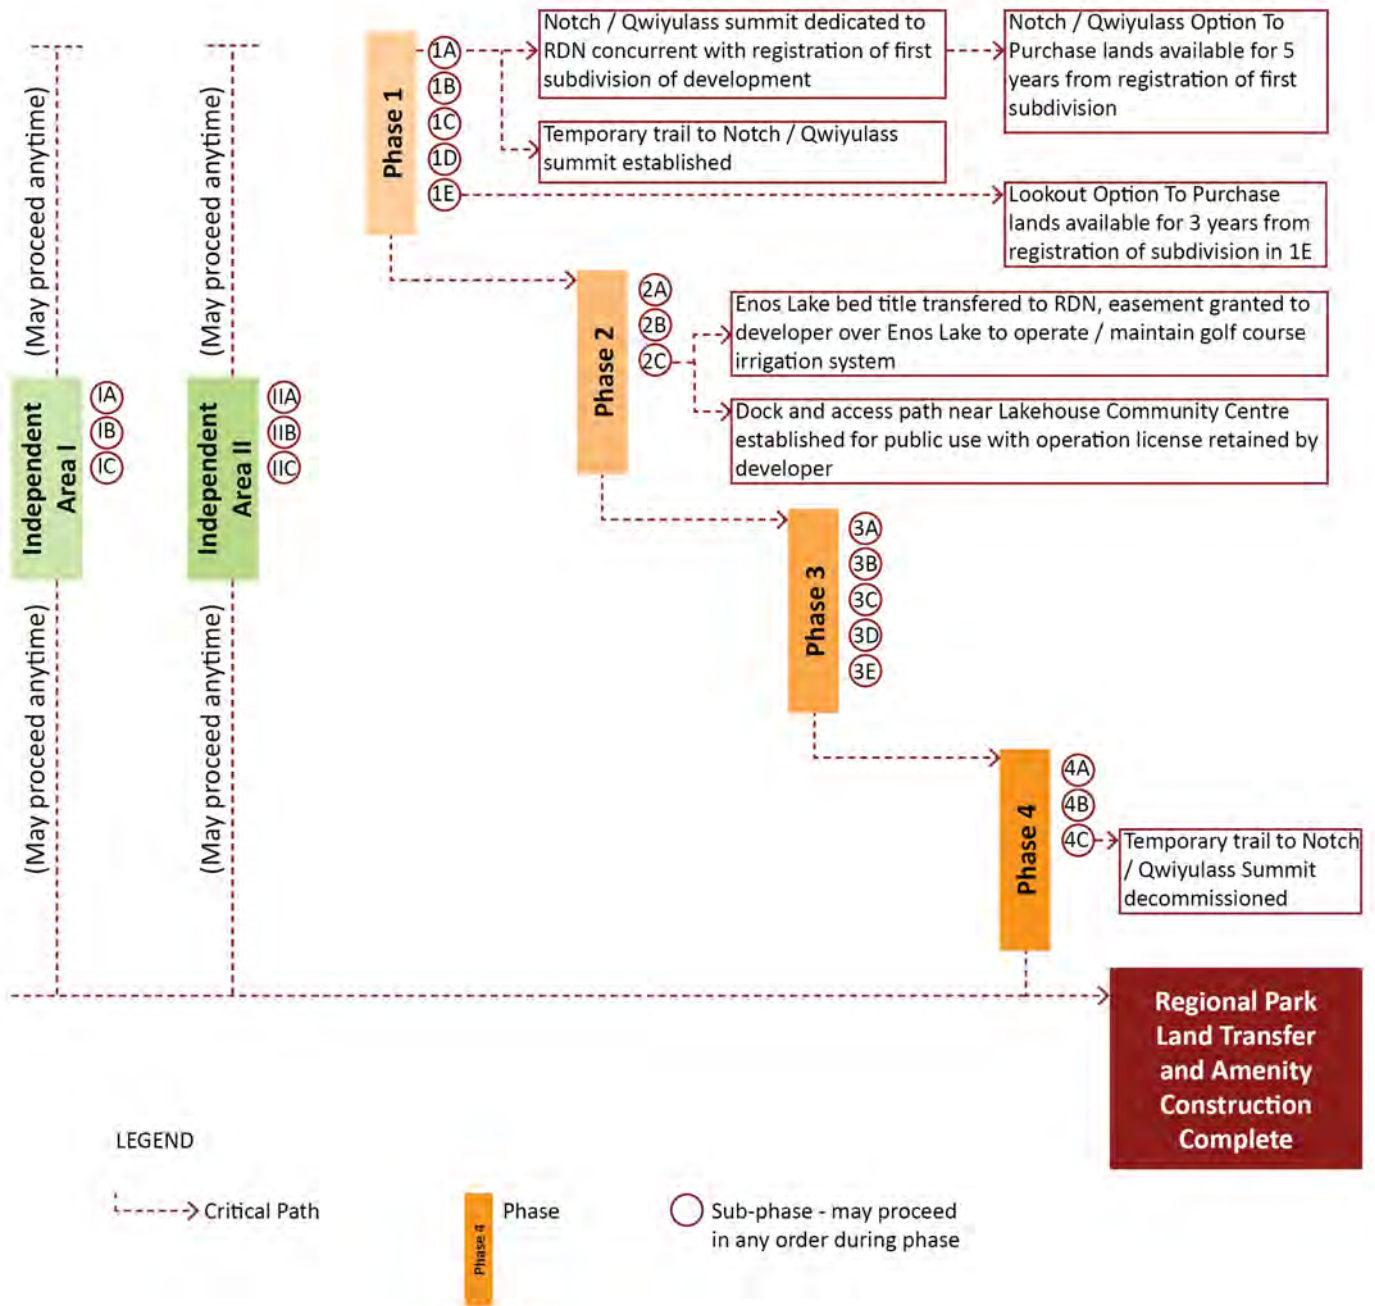 (May proceed anytime)
Independent
Area I
IA
IB
IC
(May proceed anytime)
(May proceed anytime)
Independent
Area II
IIA
IIB
IIC
(May proceed anytime)
Phase 1
1A
1B
1C
1D
1E
Notch / Qwiyulass summit dedicated to
RDN concurrent with registration of first
subdivision of development
Notch / Qwiyulass Option To
Purchase lands available for 5
years from registration of first
subdivision
Temporary trail to Notch / Qwiyulass
summit established
Lookout Option To Purchase
lands available for 3 years from
registration of subdivision in 1E
Phase 2
2A
2B
2C
Enos Lake bed title transfered to RDN, easement granted to
developer over Enos Lake to operate / maintain golf course
irrigation system
Dock and access path near Lakehouse Community Centre
established for public use with operation license retained by
developer
Phase 3
3A
3B
3C
3D
3E
Phase 4
4A
4B
4C
Temporary trail to Notch
/ Qwiyulass Summit
decommissioned
Regional Park
Land Transfer
and Amenity
Construction
Complete
LEGEND
Critical Path
Phase 4
Phase
Sub-phase - may proceed
in any order during phase